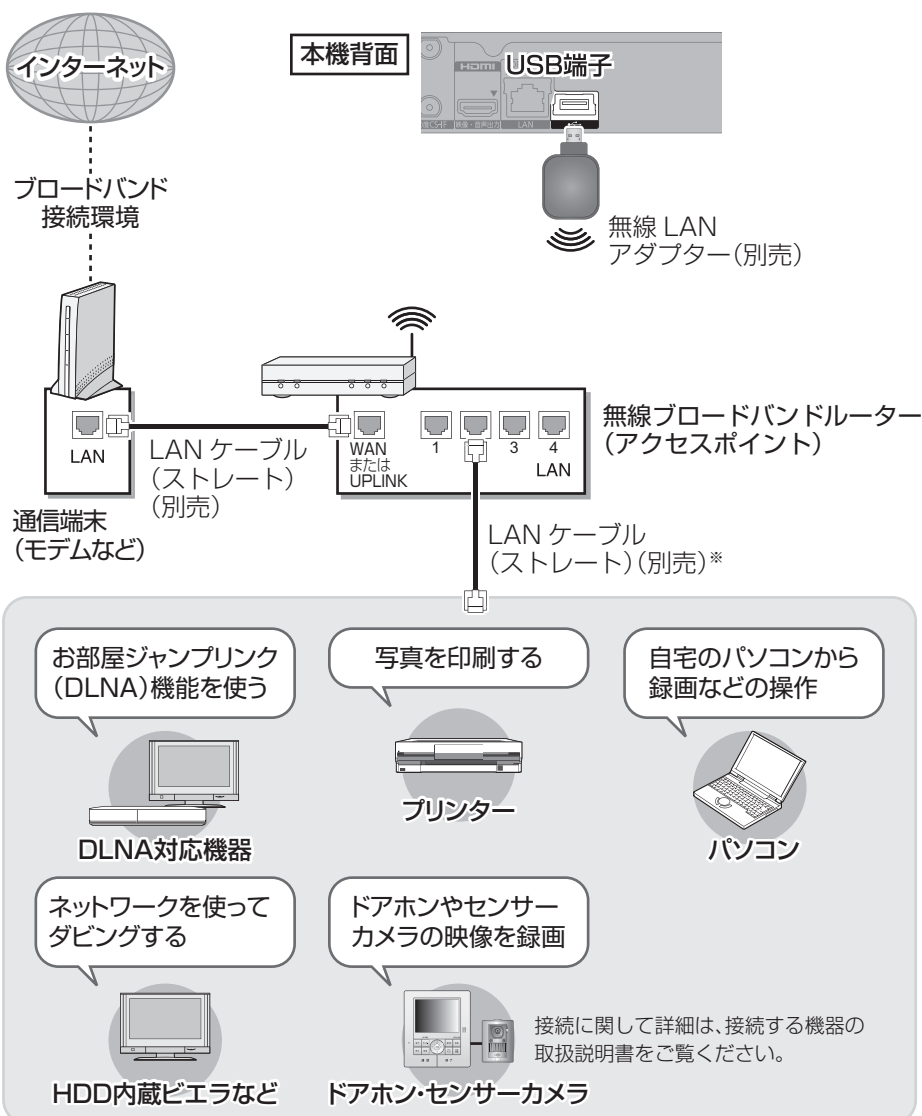 インターネット
本機背面
HDMI
USB端子
映像・音声出力
LAN
ブロードバンド
接続環境
無線 LAN
アダプター(別売)
LAN
LAN ケーブル
(ストレート)
(別売)
WAN
または
UPLINK
1
3
4
LAN
無線ブロードバンドルーター
(アクセスポイント)
通信端末
(モデムなど)
LAN ケーブル
(ストレート)(別売)※
お部屋ジャンプリンク
(DLNA)機能を使う
DLNA対応機器
写真を印刷する
プリンター
自宅のパソコンから
録画などの操作
パソコン
ネットワークを使って
ダビングする
HDD内蔵ビエラなど
ドアホンやセンサー
カメラの映像を録画
ドアホン・センサーカメラ
接続に関して詳細は、接続する機器の
取扱説明書をご覧ください。